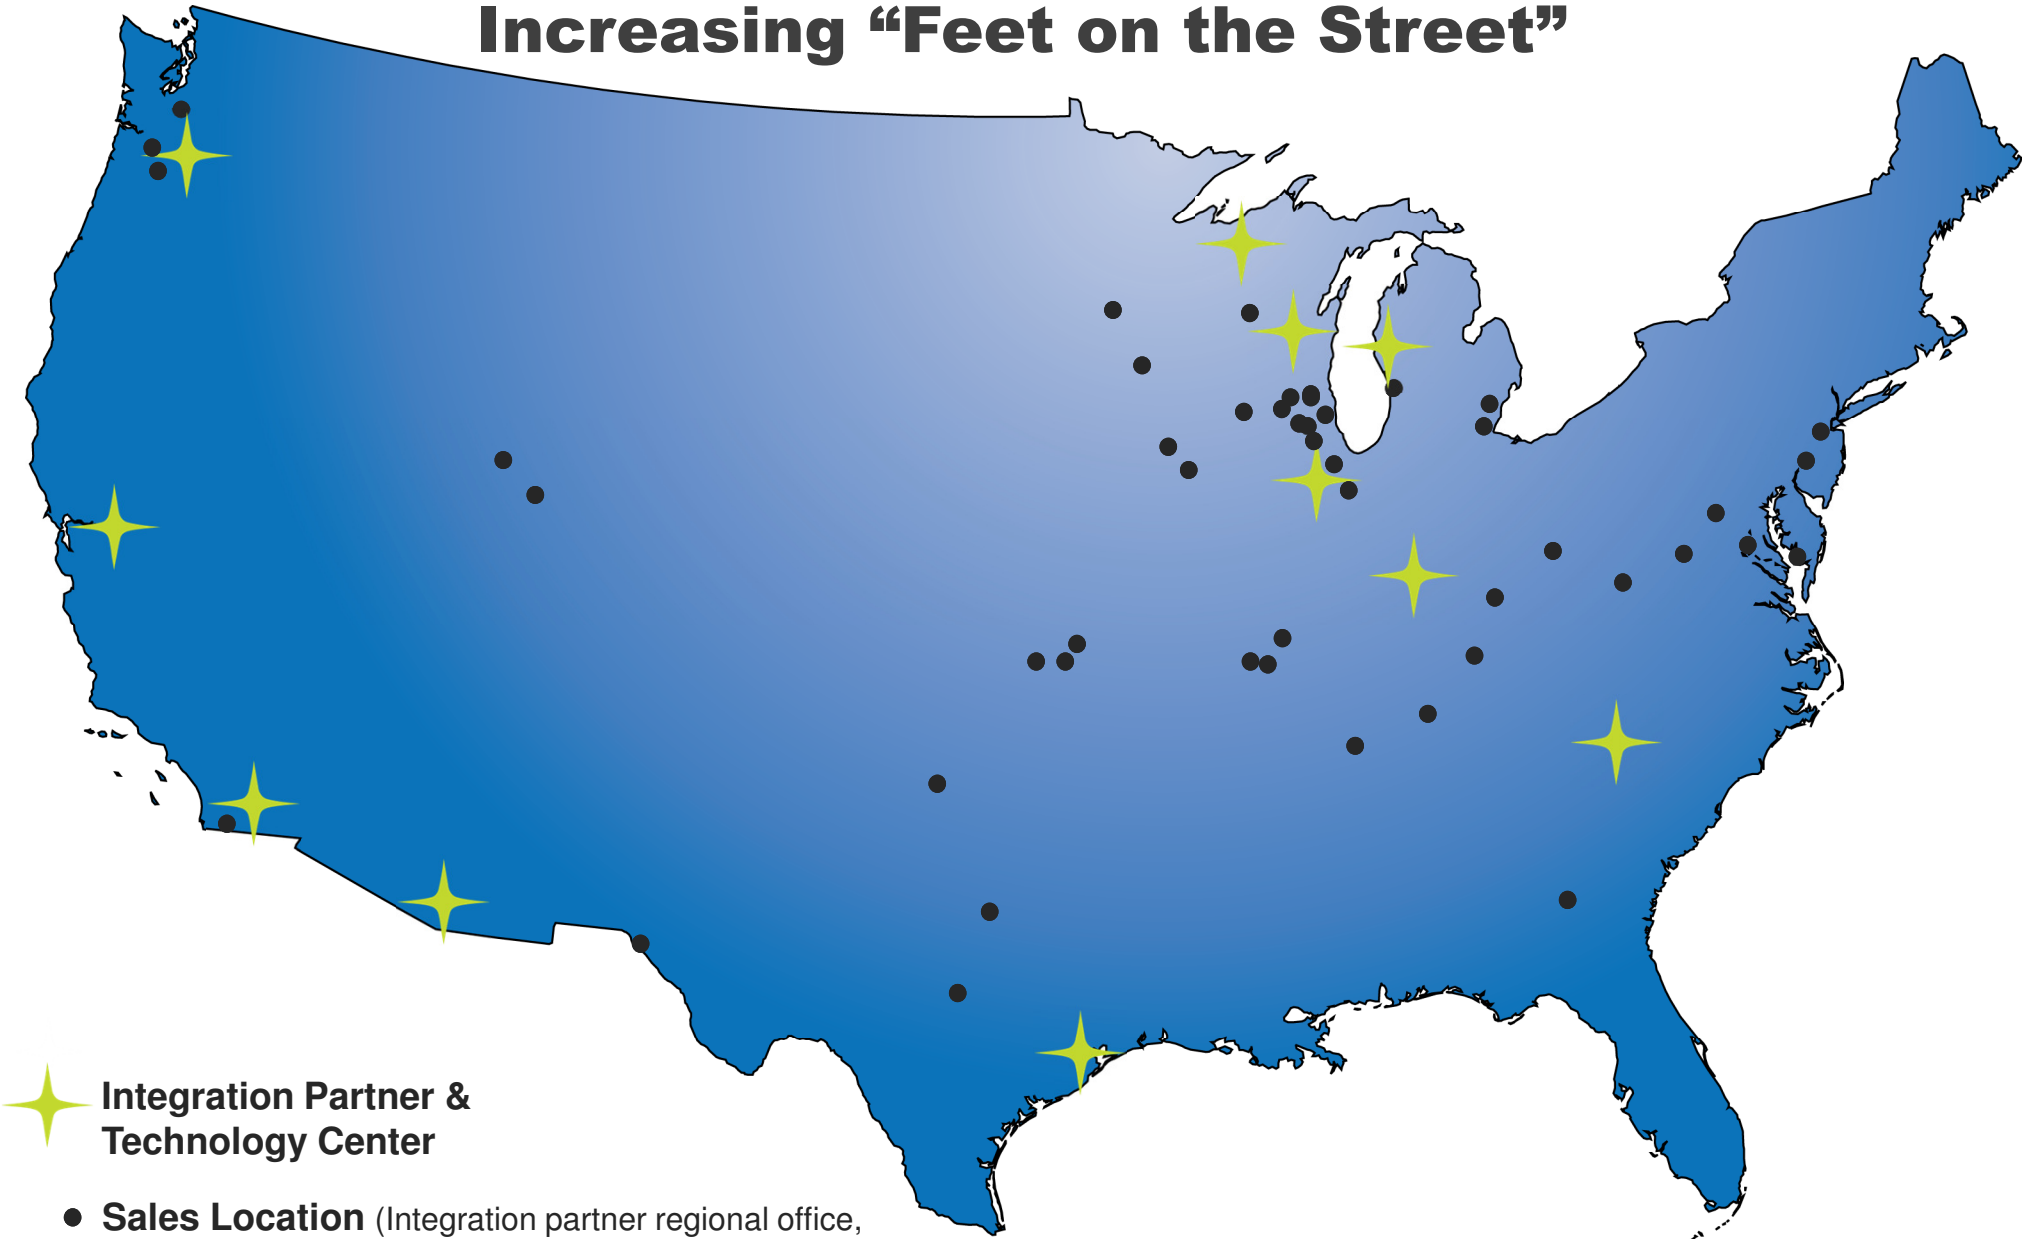 Increasing “Feet on the Street”
Integration Partner &
Technology Center
Sales Location (Integration partner regional office,